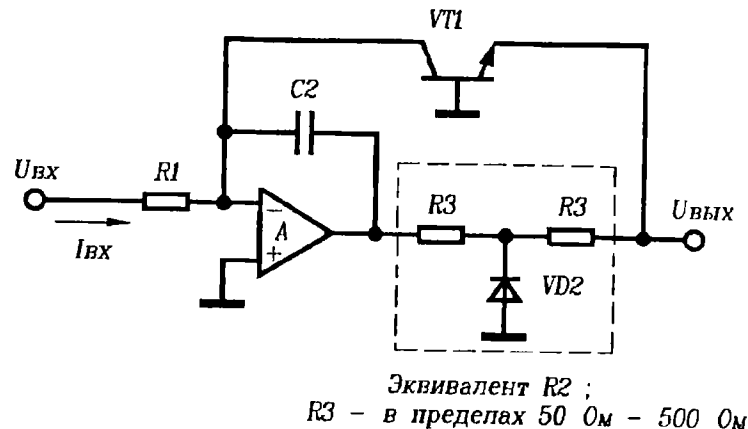 VT1
C2
Uвх
R1
Iвх
−
A
+
R3
R3
Uвых
VD2
Эквивалент R2 ;
R3 − в пределах 50 Ом − 500 Ом